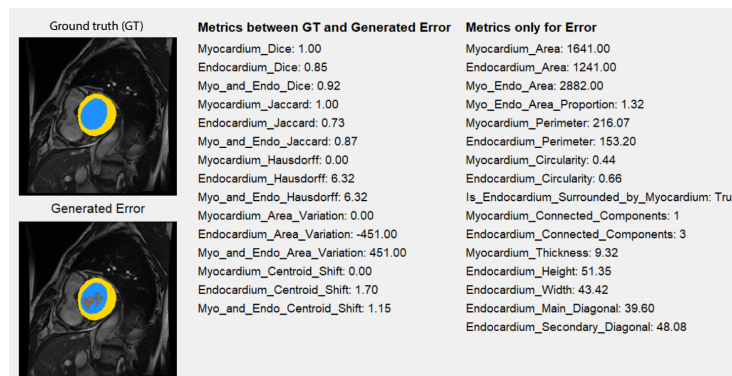 Ground truth (GT)
Generated Error
Metrics between GT and Generated Error
Myocardium_Dice: 1.00
Endocardium_Dice: 0.85
Myo_and_Endo_Dice: 0.92
Myocardium_Jaccard: 1.00
Endocardium_Jaccard: 0.73
Myo_and_Endo_Jaccard: 0.87
Myocardium_Hausdorff: 0.00
Endocardium_Hausdorff: 6.32
Myo_and_Endo_Hausdorff: 6.32
Myocardium_Area_Variation: 0.00
Endocardium_Area_Variation: -451.00
Myo_and_Endo_Area_Variation: 451.00
Myocardium_Centroid_Shift: 0.00
Endocardium_Centroid_Shift: 1.70
Myo_and_Endo_Centroid_Shift: 1.15
Metrics only for Error
Myocardium_Area: 1641.00
Endocardium_Area: 1241.00
Myo_Endo_Area: 2882.00
Myo_Endo_Area_Proportion: 1.32
Myocardium_Perimeter: 216.07
Endocardium_Perimeter: 153.20
Myocardium_Circularity: 0.44
Endocardium_Circularity: 0.66
Is_Endocardium_Surrounded_by_Myocardium: Tru
Myocardium_Connected_Components: 1
Endocardium_Connected_Components: 3
Myocardium_Thickness: 9.32
Endocardium_Height: 51.35
Endocardium_Width: 43.42
Endocardium_Main_Diagonal: 39.60
Endocardium_Secondary_Diagonal: 48.08